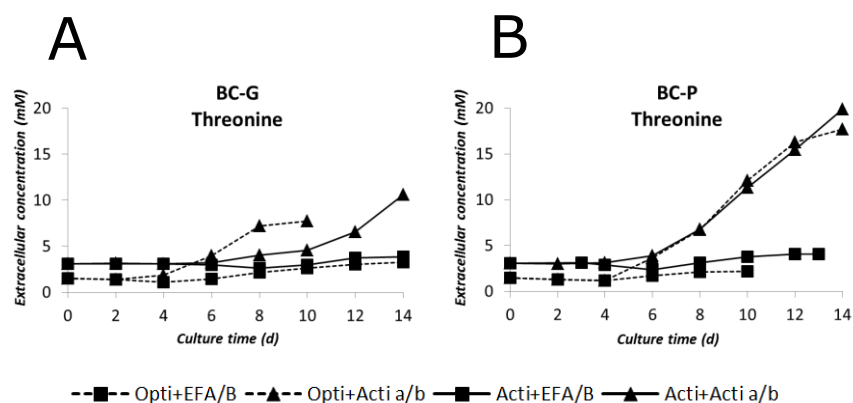 A
BC-G
Threonine
Extracellular concentration (mM)
20
15
10
5
0
0 2 4 6 8 10 12 14
Culture time (d)
B
BC-P
Threonine
Extracellular concentration (mM)
20
15
10
5
0
0 2 4 6 8 10 12 14
Culture time (d)
Opti+EFA/B Opti+Acti a/b Acti+EFA/B Acti+Acti a/b